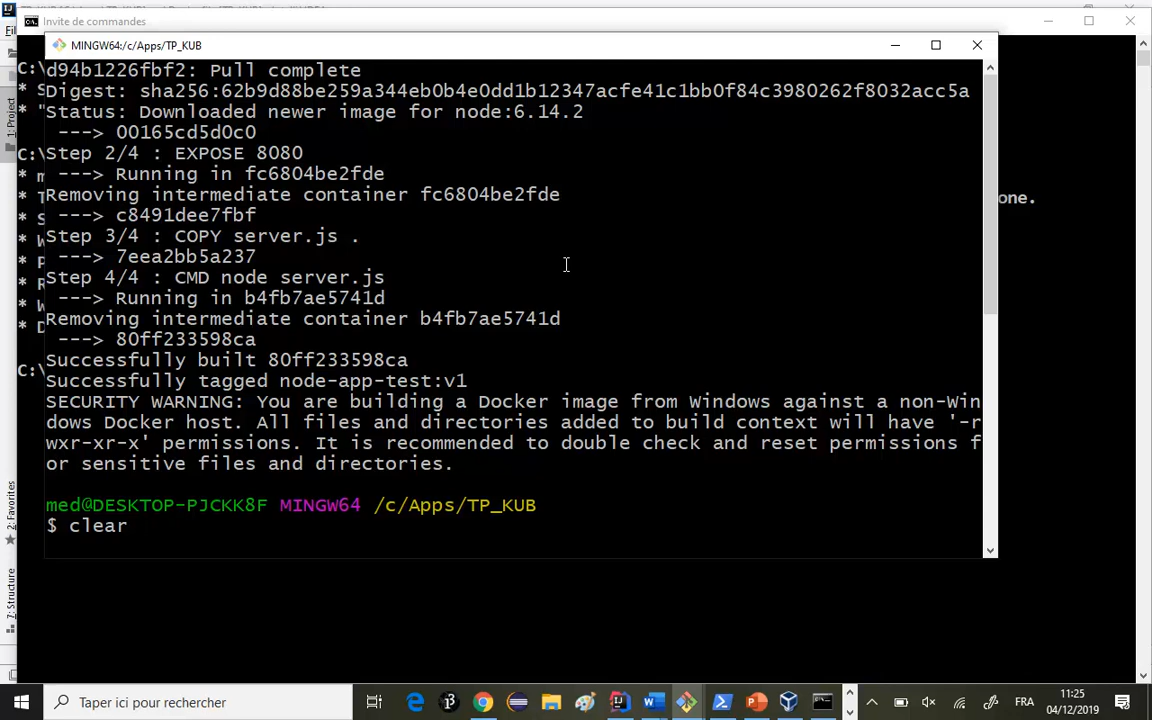 Invite de commandes
MINGW64:/c/Apps/TP_KUB
d94b1226fbf2: Pull complete
Digest: sha256:62b9d88be259a344eb0b4e0dd1b12347acfe41c1bb0f84c3980262f8032acc5a
Status: Downloaded newer image for node:6.14.2
---> 00165cd5d0c0
Step 2/4 : EXPOSE 8080
---> Running in fc6804be2fde
Removing intermediate container fc6804be2fde
---> c8491dee7fbf
Step 3/4 : COPY server.js .
---> 7eea2bb5a237
Step 4/4 : CMD node server.js
---> Running in b4fb7ae5741d
Removing intermediate container b4fb7ae5741d
---> 80ff233598ca
Successfully built 80ff233598ca
Successfully tagged node-app-test:v1
SECURITY WARNING: You are building a Docker image from Windows against a non-Win
dows Docker host. All files and directories added to build context will have '-r
wxr-xr-x' permissions. It is recommended to double check and reset permissions f
or sensitive files and directories.
med@DESKTOP-PJCKK8F MINGW64 /c/Apps/TP_KUB
$ clear
C:\
* S
* "
C:\
* m
* T
* S
* W
* P
* R
* W
* D
C:\
one.
1: Project
2: Favorites
7: Structure
Taper ici pour rechercher
FRA
11:25
04/12/2019